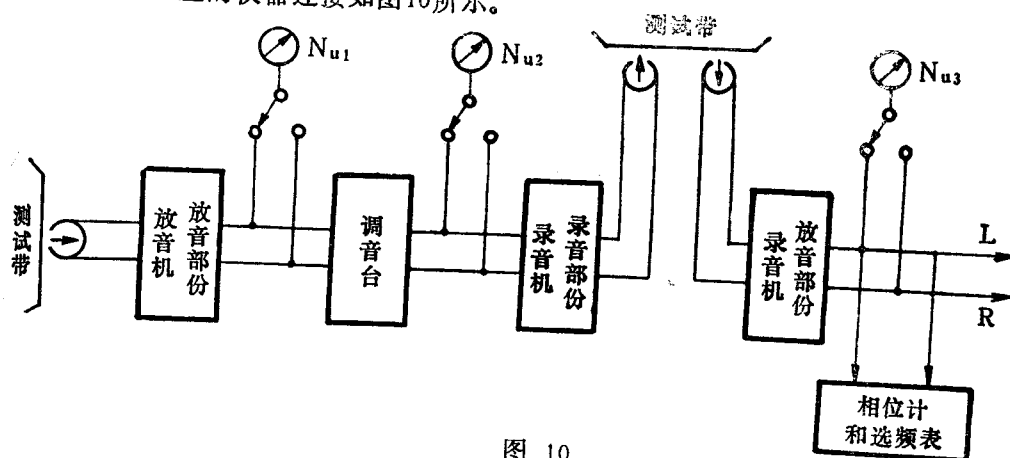 仪器连接如图10所示。
测试带
Nu1
Nu2
Nu3
测试带
放音机
放音部份
调音台
录音机
录音部份
录音机
放音部份
L
R
相位计
和选频表
图 10